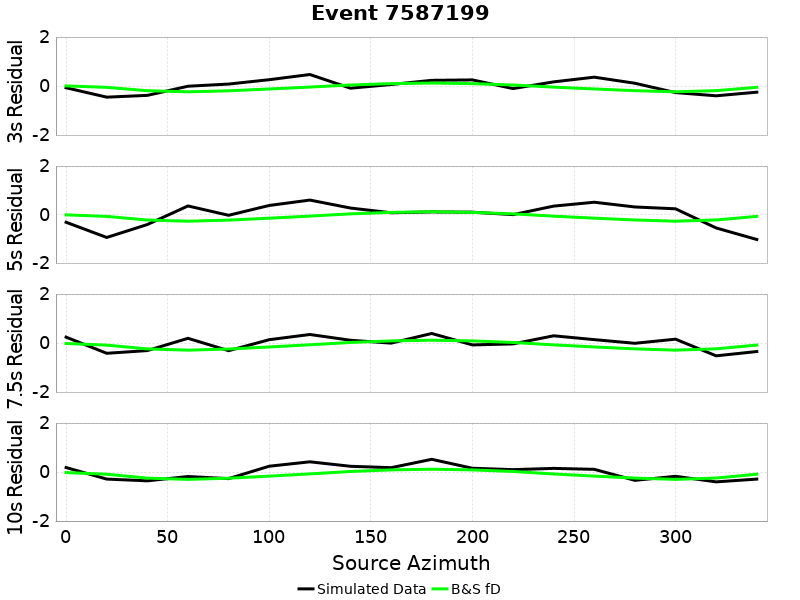 Event 7587199
3s Residual
2
0
-2
5s Residual
2
0
-2
7.5s Residual
2
0
-2
10s Residual
2
0
-2
0 50 100 150 200 250 300
Source Azimuth
Simulated Data B&S fD